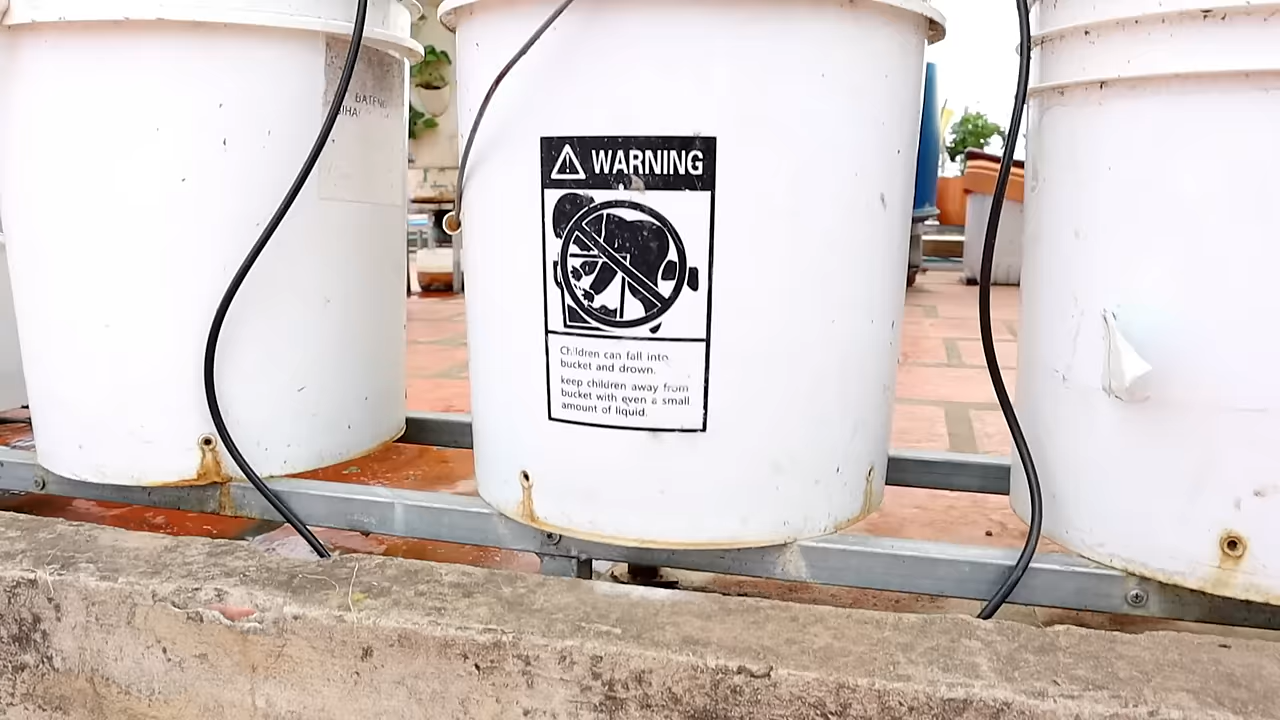 BATENG
WARNING
Children can fall into
bucket and drown.
keep children away from
bucket with even a small
amount of liquid.